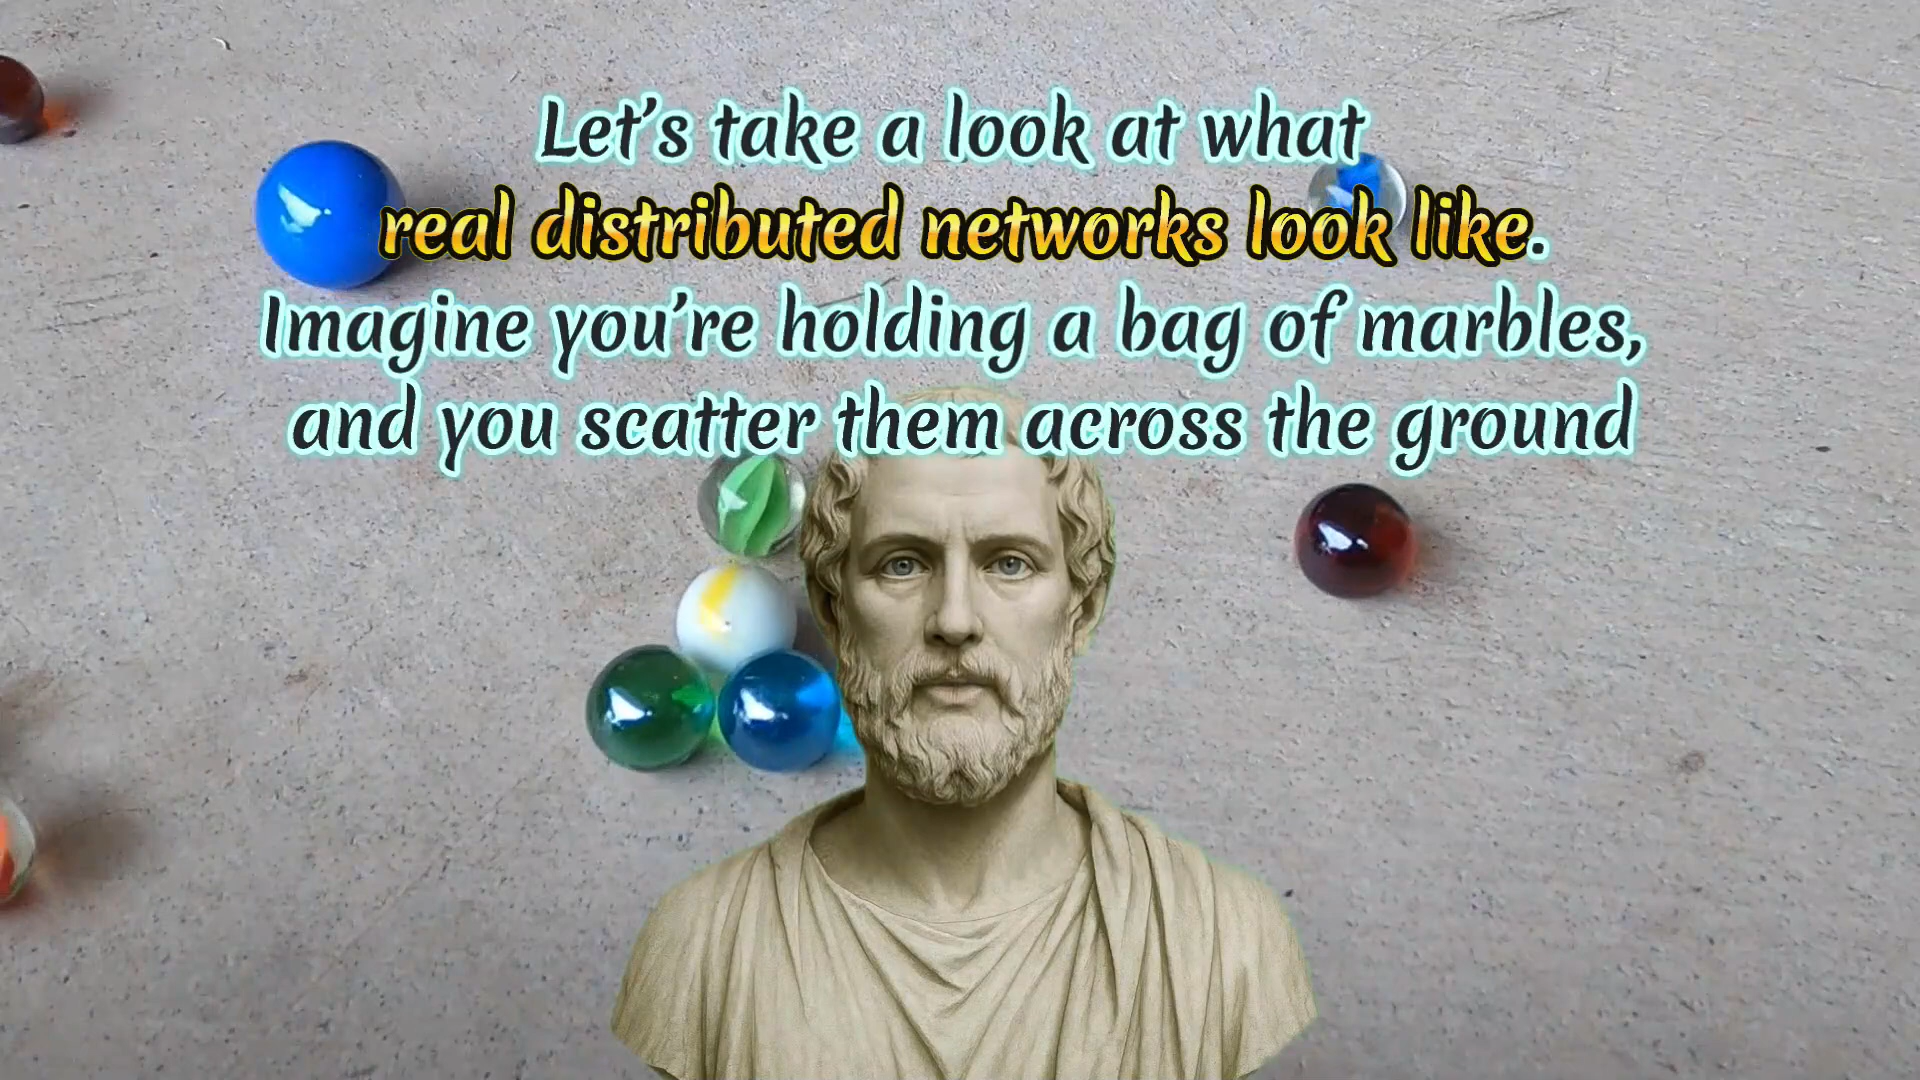 Let’s take a look at what
real distributed networks look like.
Imagine you’re holding a bag of marbles,
and you scatter them across the ground